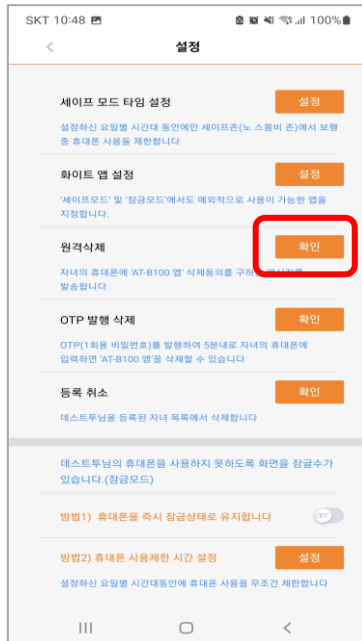 SKT 10:48 100%
설정
세이프 모드 타임 설정
설정
설정하신 요일별 시간대 동안에만 세이프존(노 스몸비 존)에서 보행
중 휴대폰 사용을 제한합니다
화이트 앱 설정
설정
'세이프모드' 및 '잠금모드'에서도 예외적으로 사용이 가능한 앱을
지정합니다.
원격삭제
확인
자녀의 휴대폰에 'AT-B100 앱' 삭제동의를 구하는
발송합니다
OTP 발행 삭제
확인
OTP(1회용 비밀번호)를 발행하여 5분내로 자녀의 휴대폰에
입력하면 'AT-B100 앱'을 삭제할 수 있습니다
등록 취소
확인
데스트투님을 등록된 자녀 목록에서 삭제합니다
데스트투님의 휴대폰을 사용하지 못하도록 화면을 잠글수가
있습니다.(잠금모드)
방법1) 휴대폰을 즉시 잠금상태로 유지합니다
OFF
방법2) 휴대폰 사용제한 시간 설정
설정
설정하신 요일별 시간대동안에 휴대폰 사용을 무조건 제한합니다